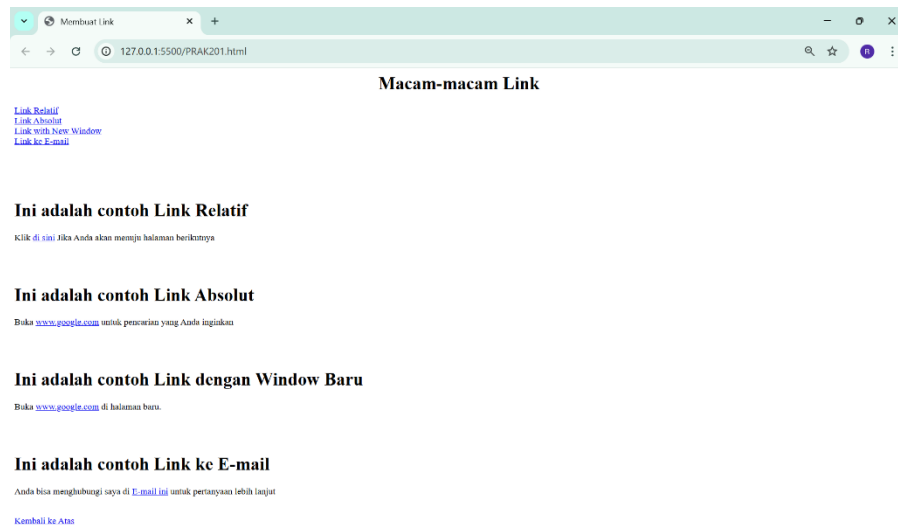 Membuat Link
127.0.0.1:5500/PRAK201.html
R
Macam-macam Link
Link Relatif
Link Absolut
Link with New Window
Link ke E-mail
Ini adalah contoh Link Relatif
Klik di sini Jika Anda akan menuju halaman berikutnya
Ini adalah contoh Link Absolut
Buka www.google.com untuk pencarian yang Anda inginkan
Ini adalah contoh Link dengan Window Baru
Buka www.google.com di halaman baru.
Ini adalah contoh Link ke E-mail
Anda bisa menghubungi saya di E-mail ini untuk pertanyaan lebih lanjut
Kembali ke Atas